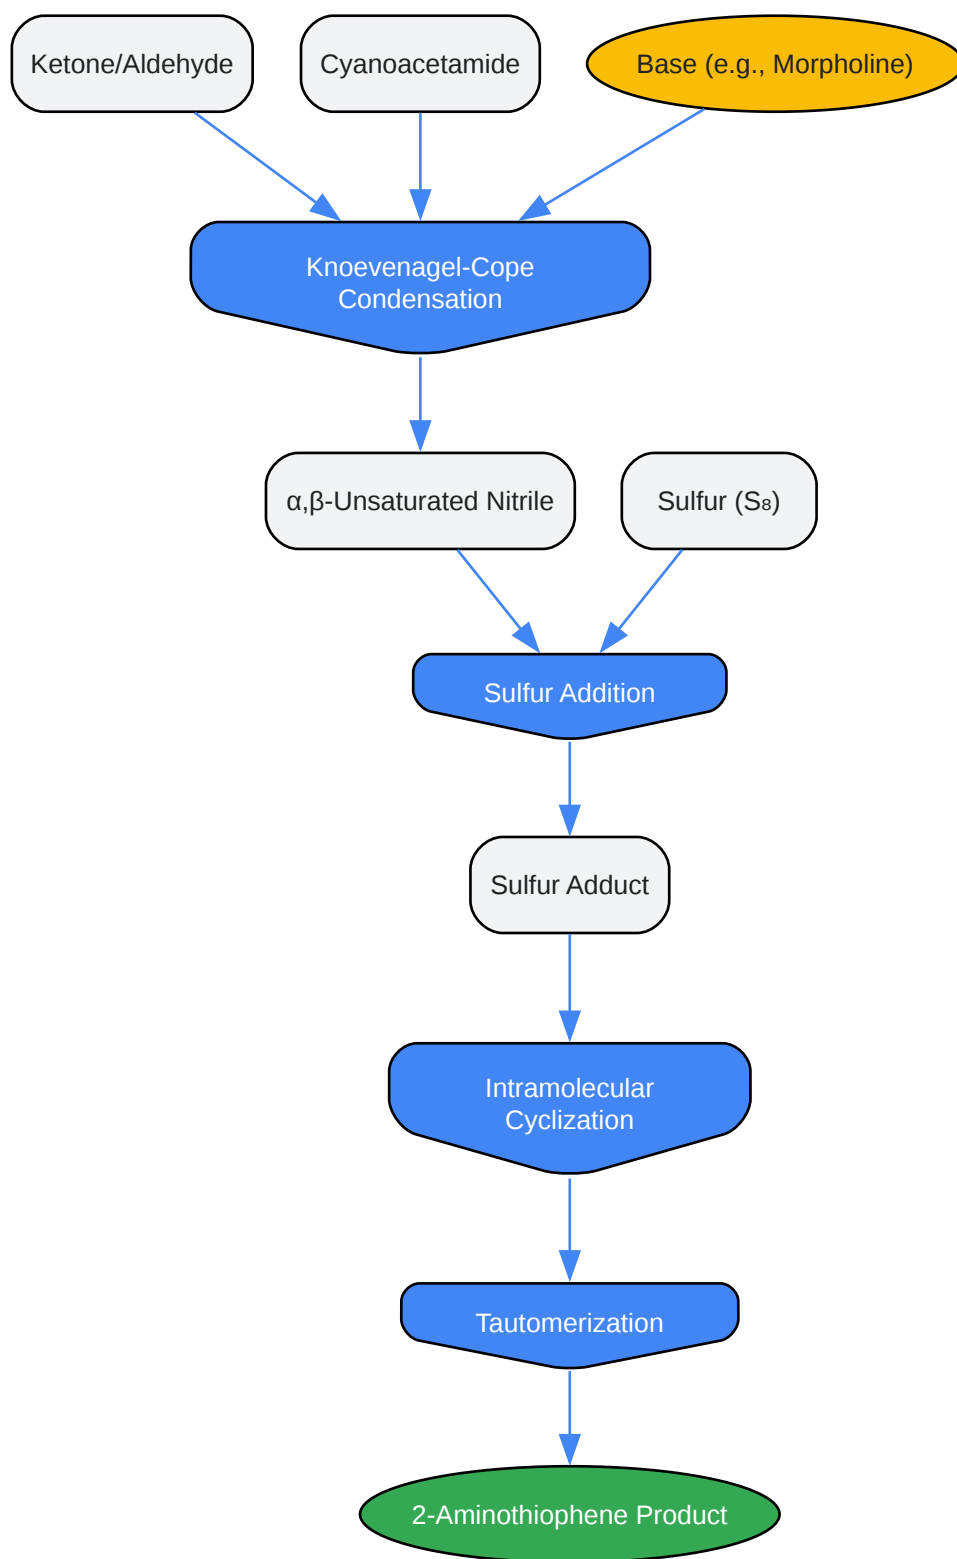 Ketone/Aldehyde
Cyanoacetamide
Base (e.g., Morpholine)
Knoevenagel-Cope
Condensation
α,β-Unsaturated Nitrile
Sulfur (S₈)
Sulfur Addition
Sulfur Adduct
Intramolecular
Cyclization
Tautomerization
2-Aminothiophene Product